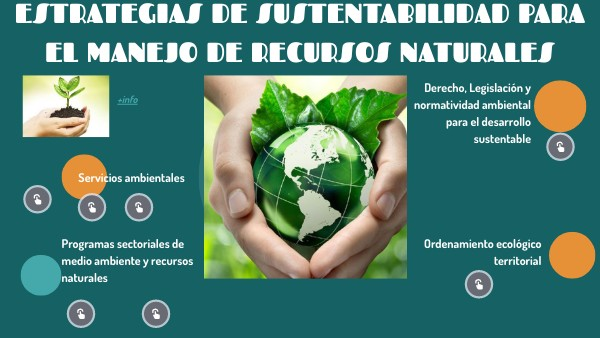 ESTRATEGIAS DE SUSTENTABILIDAD PARA
EL MANEJO DE RECURSOS NATURALES
+info
Servicios ambientales
Programas sectoriales de
medio ambiente y recursos
naturales
Derecho, Legislación y
normatividad ambiental
para el desarrollo
sustentable
Ordenamiento ecológico
territorial